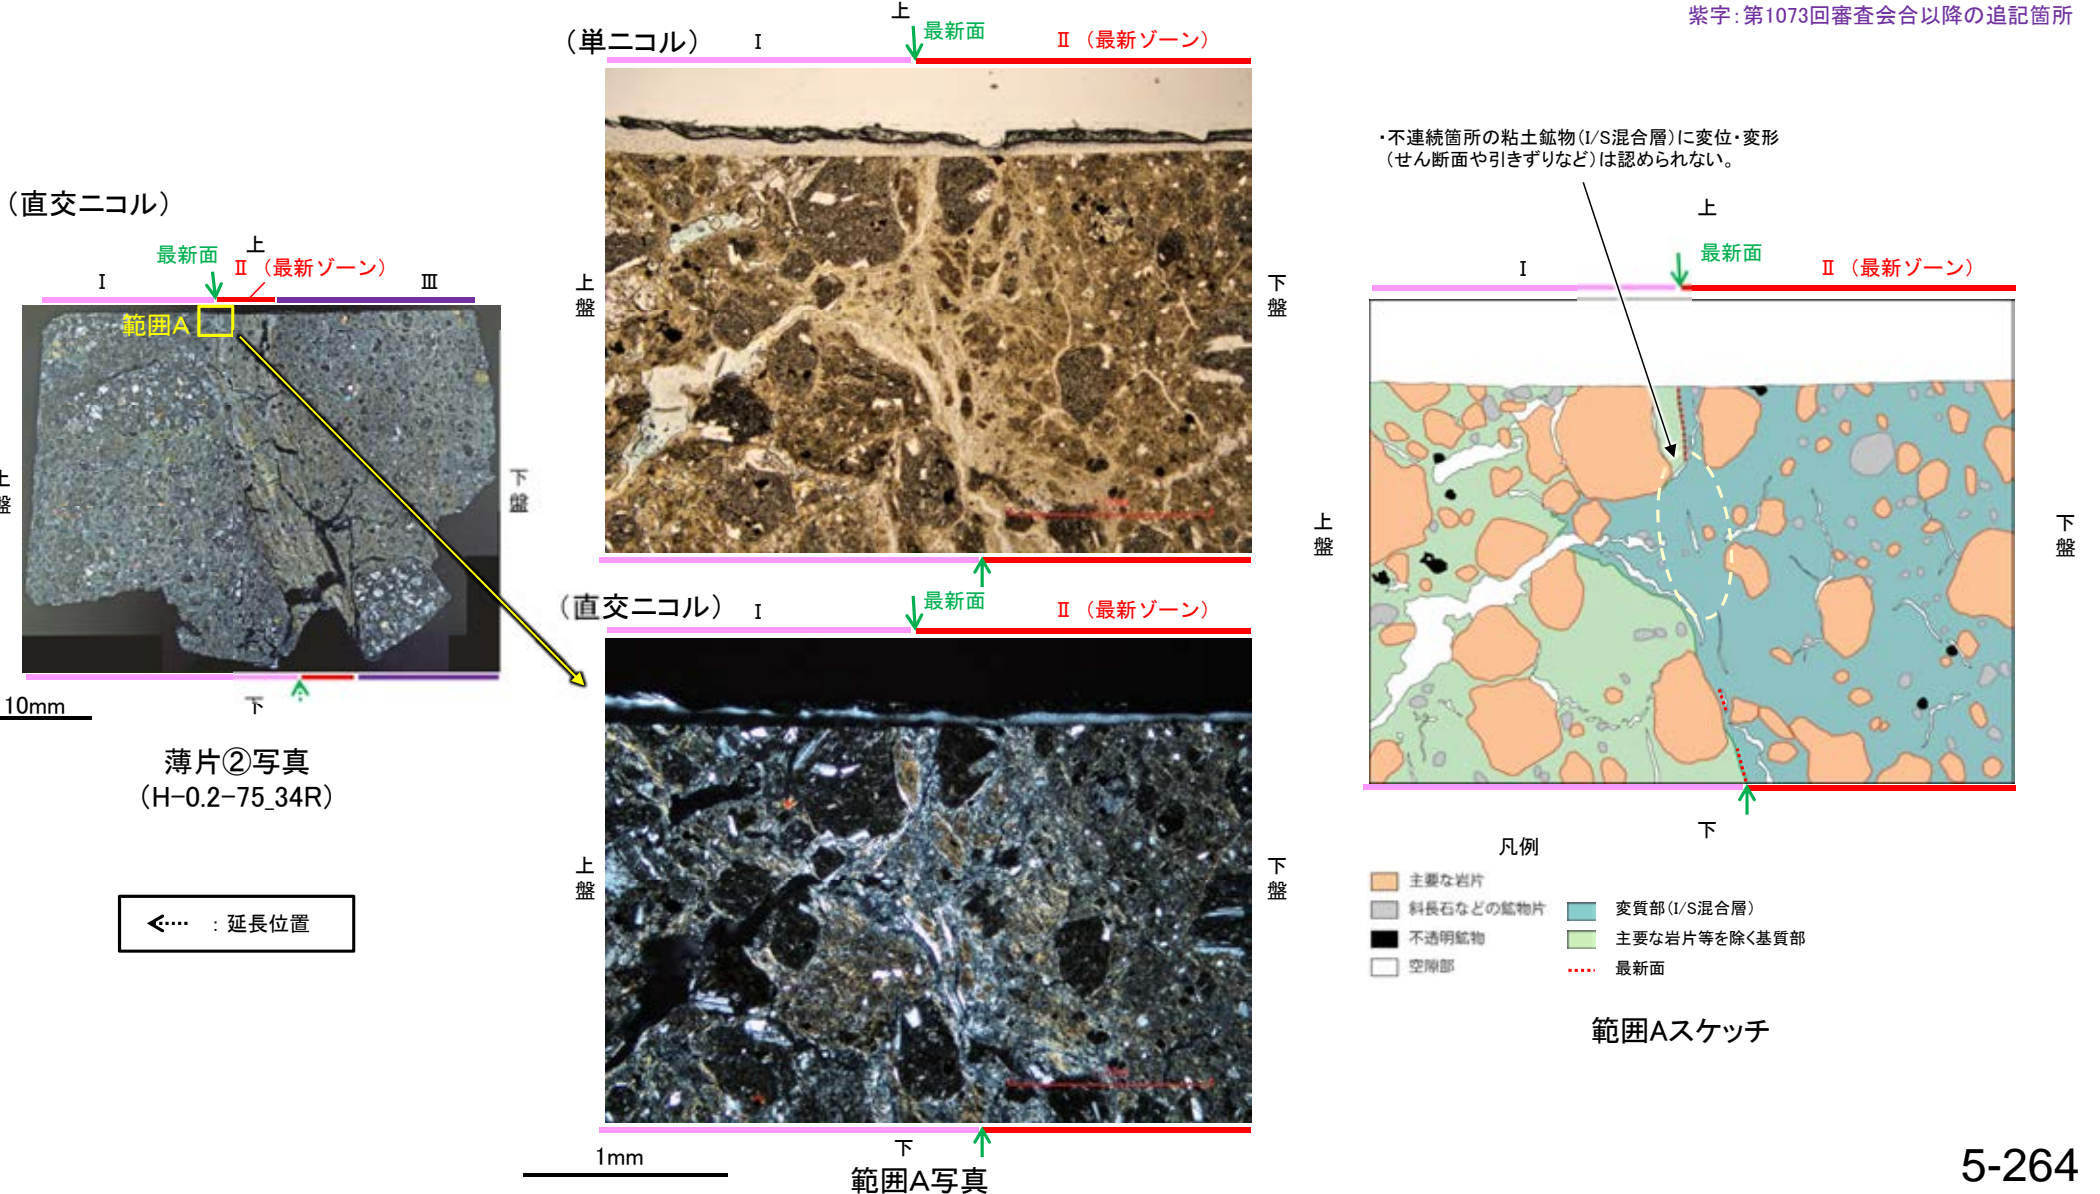 紫字：第1073回審査会合以降の追記箇所
（直交ニコル）
最新面
上
Ⅰ
Ⅱ（最新ゾーン）
Ⅲ
範囲A
上盤
下盤
下
10mm
薄片②写真
（H-0.2-75_34R）
：延長位置
（単ニコル）
Ⅰ
上
最新面
Ⅱ（最新ゾーン）
上盤
下盤
（直交ニコル）
Ⅰ
最新面
Ⅱ（最新ゾーン）
上盤
下盤
下
1mm
範囲A写真
・不連続箇所の粘土鉱物（I/S混合層）に変位・変形
（せん断面や引きずりなど）は認められない。
上
最新面
Ⅰ
Ⅱ（最新ゾーン）
上盤
下盤
下
凡例
主要な岩片
斜長石などの鉱物片
不透明鉱物
空隙部
変質部（I/S混合層）
主要な岩片等を除く基質部
最新面
範囲Aスケッチ
5-264